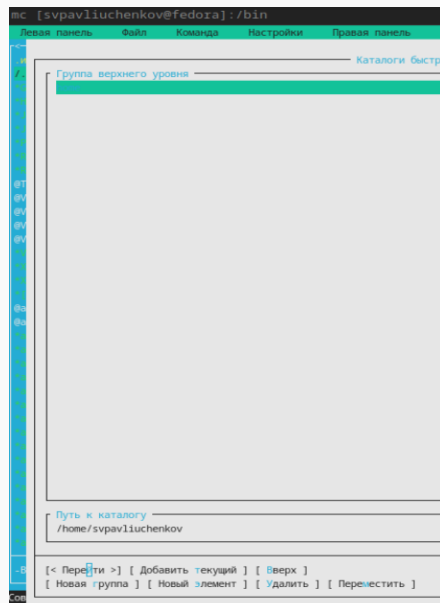 mc [svpavliuchenkov@fedora]:/bin
Левая панель Файл Команда Настройки Правая панель
Каталоги быстр
Группа верхнего уровня
Путь к каталогу
/home/svpavliuchenkov
[< Перейти >] [ Добавить текущий ] [ Вверх ]
[ Новая группа ] [ Новый элемент ] [ Удалить ] [ Переместить ]
Сов